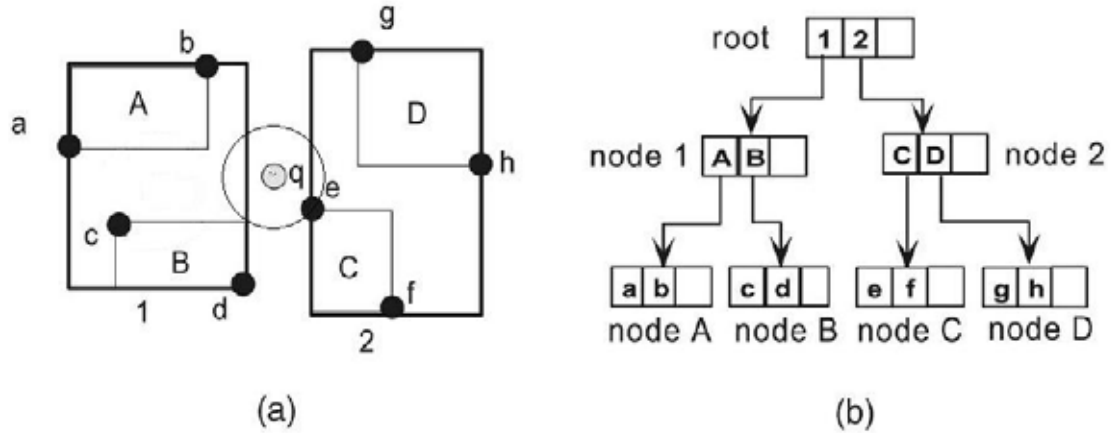 g
b
A
D
a
q
h
e
c
B
C
f
1
d
2
(a)
root 1 2
node 1 A B
C D node 2
a b
c d
e f
g h
node A
node B
node C
node D
(b)